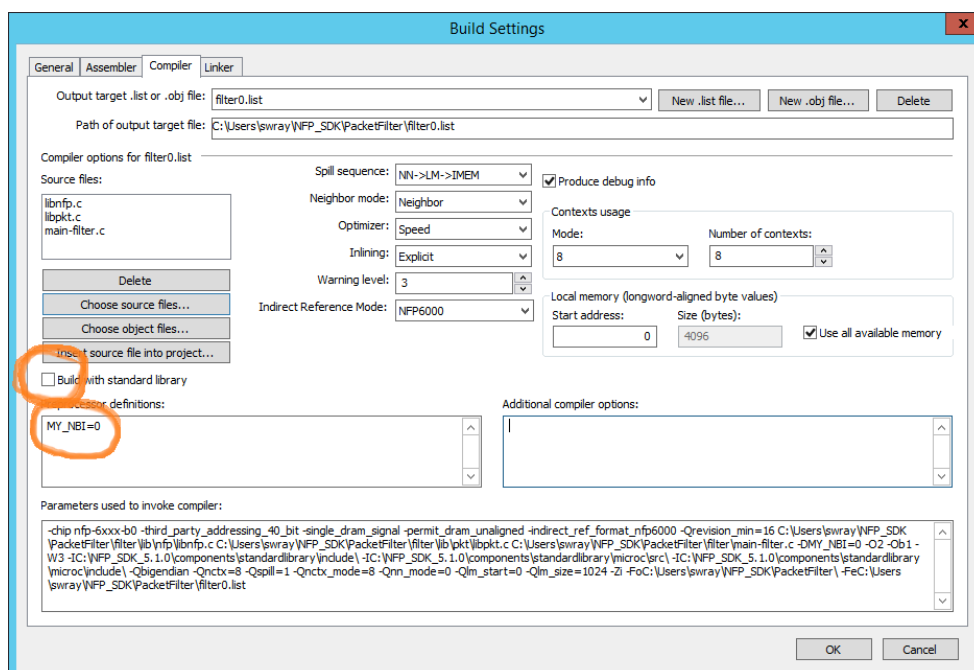 Build Settings
x
General
Assembler
Compiler
Linker
Output target .list or .obj file:
filter0.list
New .list file...
New .obj file...
Delete
Path of output target file:
C:\Users\swray\NFP_SDK\PacketFilter\filter0.list
Compiler options for filter0.list
Source files:
libnfp.c
libpkt.c
main-filter.c
Delete
Choose source files...
Choose object files...
Insert source file into project...
Build with standard library
Spill sequence:
NN->LM->IMEM
Neighbor mode:
Neighbor
Optimizer:
Speed
Inlining:
Explicit
Warning level:
3
Indirect Reference Mode:
NFP6000
Produce debug info
Contexts usage
Mode:
Number of contexts:
8
8
Local memory (longword-aligned byte values)
Start address:
Size (bytes):
0
4096
Use all available memory
Preprocessor definitions:
MY_NBI=0
Additional compiler options:
Parameters used to invoke compiler:
-chip nfp-6xxx-b0 -third_party_addressing_40_bit -single_dram_signal -permit_dram_unaligned -indirect_ref_format_nfp6000 -Qrevision_min=16 C:\Users\swray\NFP_SDK
\PacketFilter\filter\lib\nfp\libnfp.c C:\Users\swray\NFP_SDK\PacketFilter\filter\lib\pkt\libpkt.c C:\Users\swray\NFP_SDK\PacketFilter\filter\main-filter.c -DMY_NBI=0 -O2 -Ob1 -
W3 -IC:\NFP_SDK_5.1.0\components\standardlibrary\include\ -IC:\NFP_SDK_5.1.0\components\standardlibrary\microc\src\ -IC:\NFP_SDK_5.1.0\components\standardlibrary
\microc\include\ -Qbigendian -Qnctx=8 -Qspill=1 -Qnctx_mode=8 -Qnn_mode=0 -Qlm_start=0 -Qlm_size=1024 -Zi -FoC:\Users\swray\NFP_SDK\PacketFilter\ -FeC:\Users
\swray\NFP_SDK\PacketFilter\filter0.list
OK
Cancel